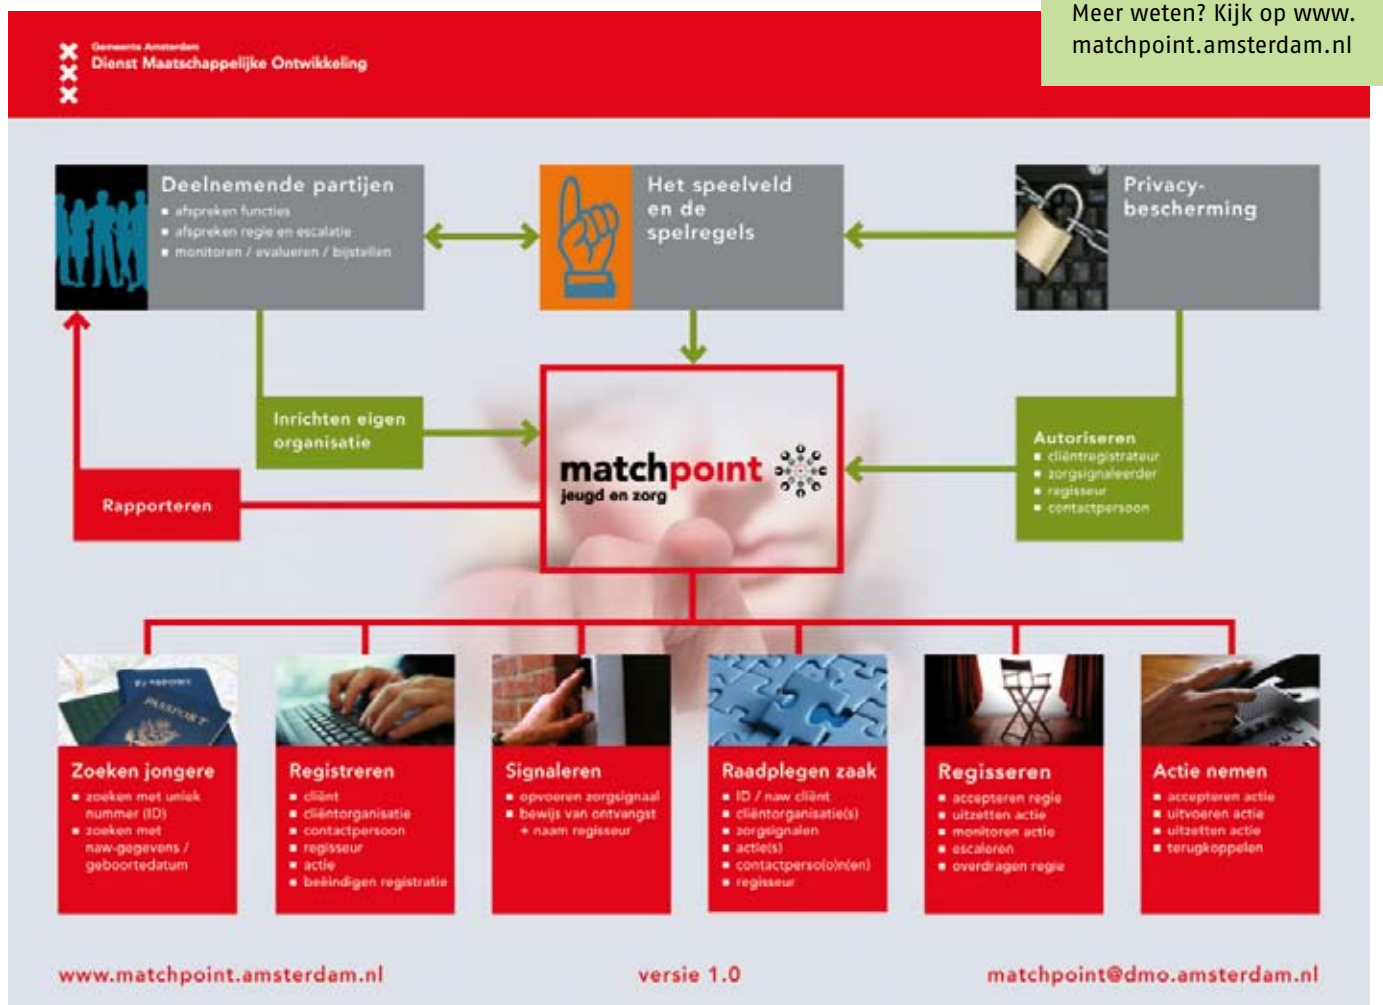 Meer weten? Kijk op www.
matchpoint.amsterdam.nl
Gemeente Amsterdam
Dienst Maatschappelijke Ontwikkeling
Deelnemende partijen
▪ afspreken functies
▪ afspreken regie en escalatie
▪ monitoren / evalueren / bijstellen
Het speelveld
en de
spelregels
Privacy-
bescherming
Inrichten eigen
organisatie
Rapporteren
matchpoint
jeugd en zorg
Autoriseren
▪ cliëntregistrateur
▪ zorgsignaleerder
▪ regisseur
▪ contactpersoon
PASSPORT
PASSPORT
Zoeken jongere
▪ zoeken met uniek
nummer (ID)
▪ zoeken met
naw-gegevens /
geboortedatum
Registreren
▪ cliënt
▪ cliëntorganisatie
▪ contactpersoon
▪ regisseur
▪ actie
▪ beëindigen registratie
Signaleren
▪ opvoeren zorgsignaal
▪ bewijs van ontvangst
+ naam regisseur
Raadplegen zaak
▪ ID / naw cliënt
▪ cliëntorganisatie(s)
▪ zorgsignalen
▪ actie(s)
▪ contactperso(o)n(en)
▪ regisseur
Regisseren
▪ accepteren regie
▪ uitzetten actie
▪ monitoren actie
▪ escaleren
▪ overdragen regie
Actie nemen
▪ accepteren actie
▪ uitvoeren actie
▪ uitzetten actie
▪ terugkoppelen
www.matchpoint.amsterdam.nl
versie 1.0
matchpoint@dmo.amsterdam.nl